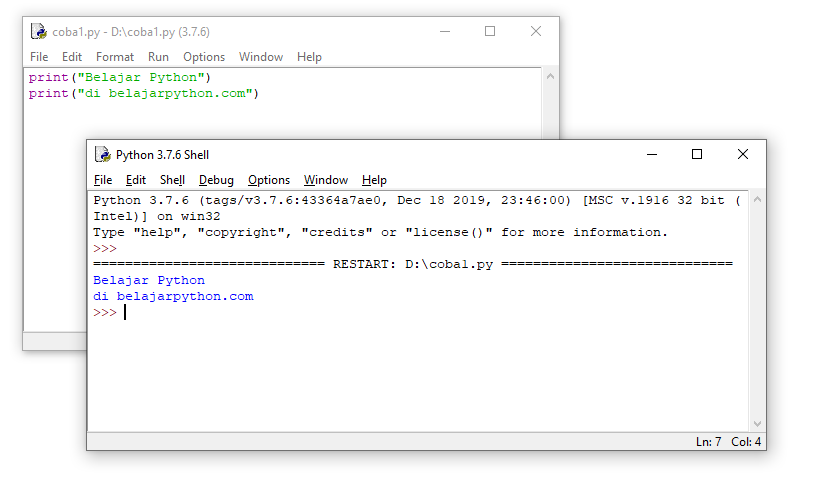 coba1.py - D:\coba1.py (3.7.6)
File Edit Format Run Options Window Help
print("Belajar Python")
print("di belajarpython.com")
Python 3.7.6 Shell
File Edit Shell Debug Options Window Help
Python 3.7.6 (tags/v3.7.6:43364a7ae0, Dec 18 2019, 23:46:00) [MSC v.1916 32 bit (
Intel)] on win32
Type "help", "copyright", "credits" or "license()" for more information.
>>>
============================= RESTART: D:\coba1.py =============================
Belajar Python
di belajarpython.com
>>>
Ln: 7 Col: 4